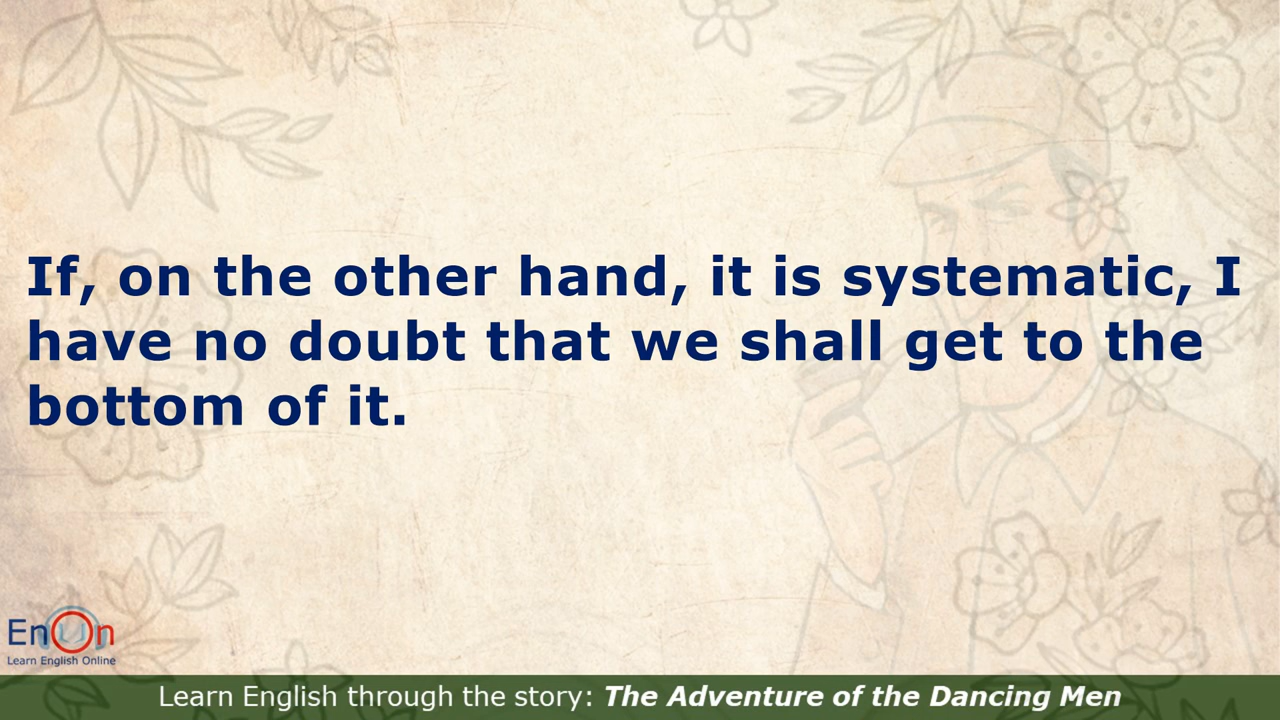 If, on the other hand, it is systematic, I
have no doubt that we shall get to the
bottom of it.
EnOn
Learn English Online
Learn English through the story: The Adventure of the Dancing Men